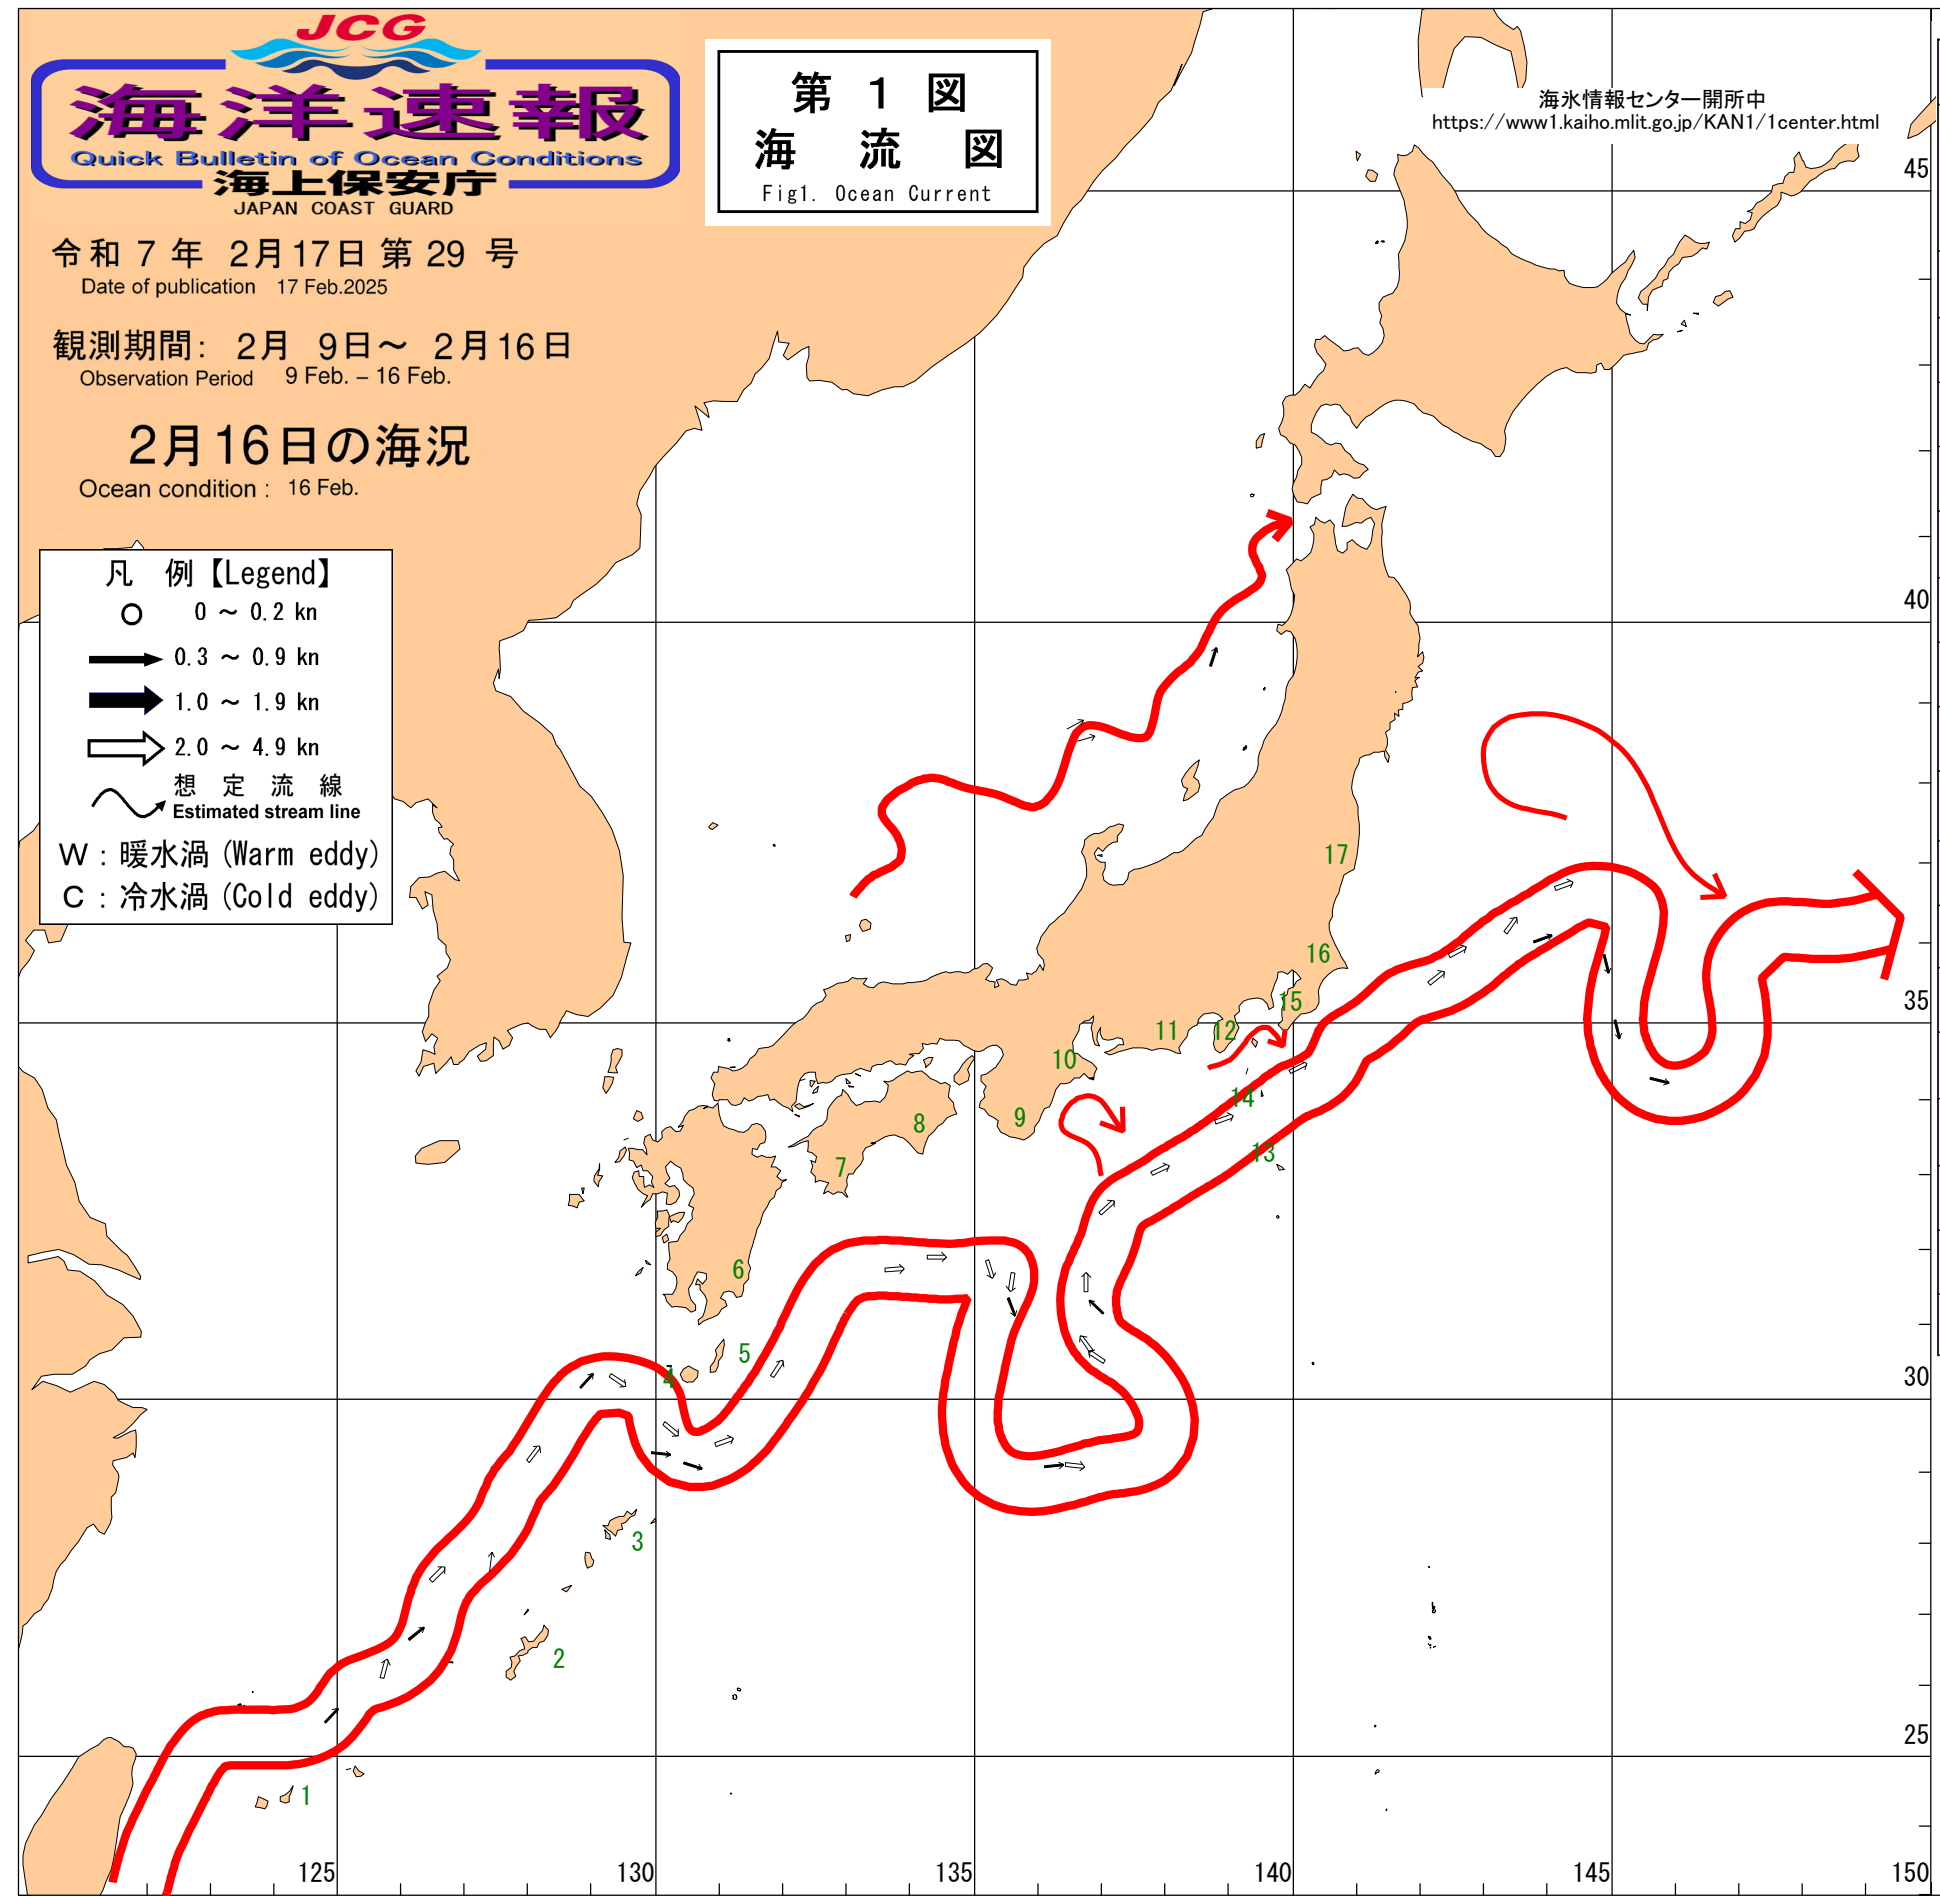 JCG
海洋速報
Quick Bulletin of Ocean Conditions
海上保安庁
JAPAN COAST GUARD
第 1 図
海 流 図
Fig1. Ocean Current
海氷情報センター開所中
https://www1.kaiho.mlit.go.jp/KAN1/1center.html
令和 7 年 2月17日 第 29 号
Date of publication 17 Feb.2025
観測期間: 2月 9日～ 2月16日
Observation Period 9 Feb. – 16 Feb.
2月16日の海況
Ocean condition : 16 Feb.
凡 例【Legend】
0 ～ 0.2 kn
0.3 ～ 0.9 kn
1.0 ～ 1.9 kn
2.0 ～ 4.9 kn
想 定 流 線
Estimated stream line
W : 暖水渦 (Warm eddy)
C : 冷水渦 (Cold eddy)
45
40
17
16
35
15
12
11
10
14
9
8
13
7
6
5
4
30
3
2
25
1
125
130
135
140
145
150